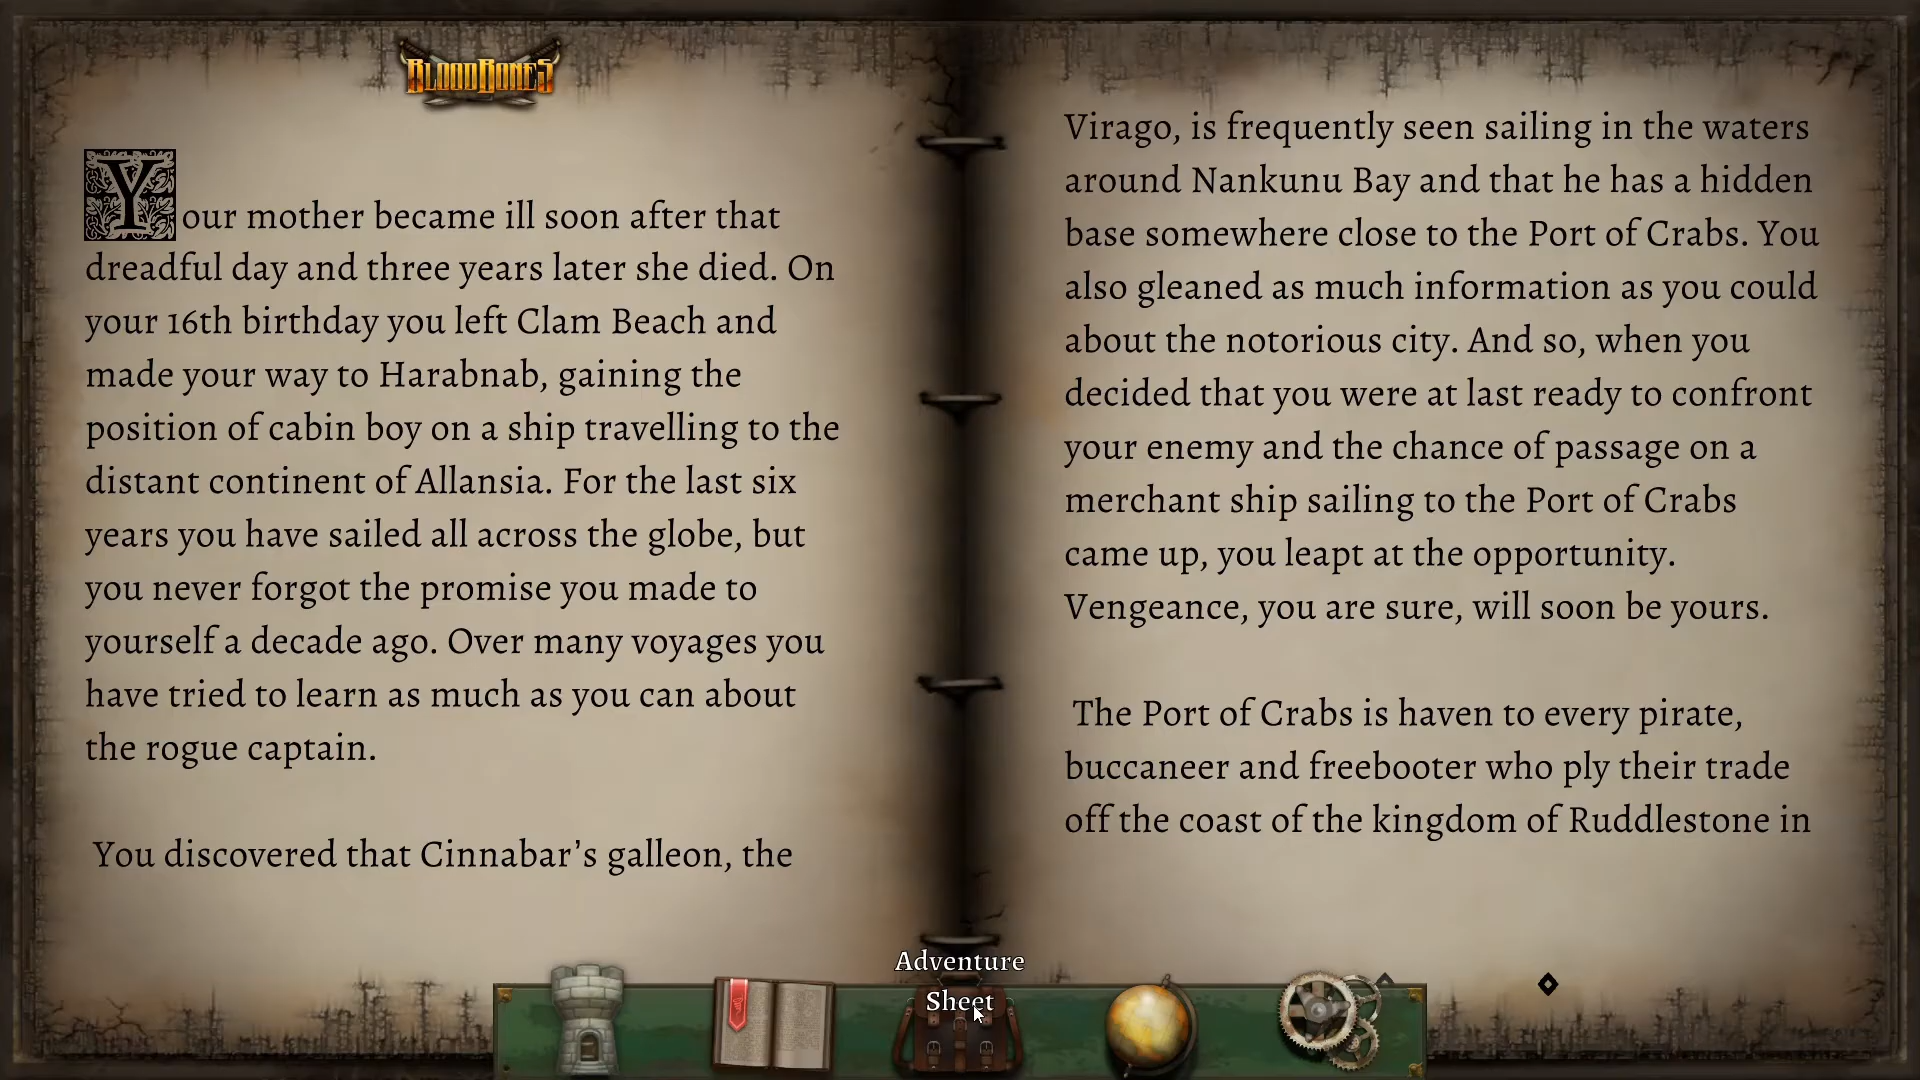 BLOODBONES
Your mother became ill soon after that
dreadful day and three years later she died. On
your 16th birthday you left Clam Beach and
made your way to Harabnab, gaining the
position of cabin boy on a ship travelling to the
distant continent of Allansia. For the last six
years you have sailed all across the globe, but
you never forgot the promise you made to
yourself a decade ago. Over many voyages you
have tried to learn as much as you can about
the rogue captain.
You discovered that Cinnabar's galleon, the
Virago, is frequently seen sailing in the waters
around Nankunu Bay and that he has a hidden
base somewhere close to the Port of Crabs. You
also gleaned as much information as you could
about the notorious city. And so, when you
decided that you were at last ready to confront
your enemy and the chance of passage on a
merchant ship sailing to the Port of Crabs
came up, you leapt at the opportunity.
Vengeance, you are sure, will soon be yours.
The Port of Crabs is haven to every pirate,
buccaneer and freebooter who ply their trade
off the coast of the kingdom of Ruddlestone in
Adventure
Sheet